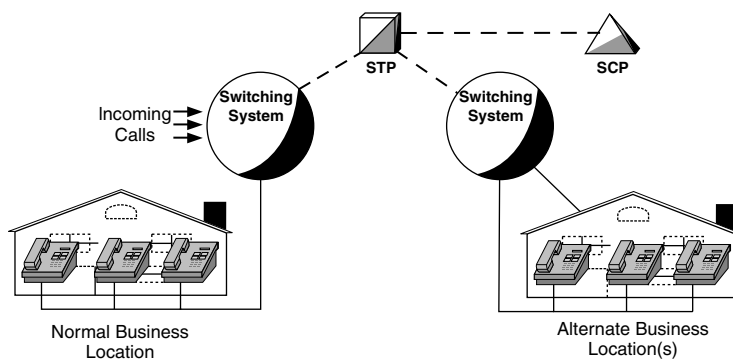 STP
SCP
Switching
System
Switching
System
Incoming
Calls
Normal Business
Location
Alternate Business
Location(s)